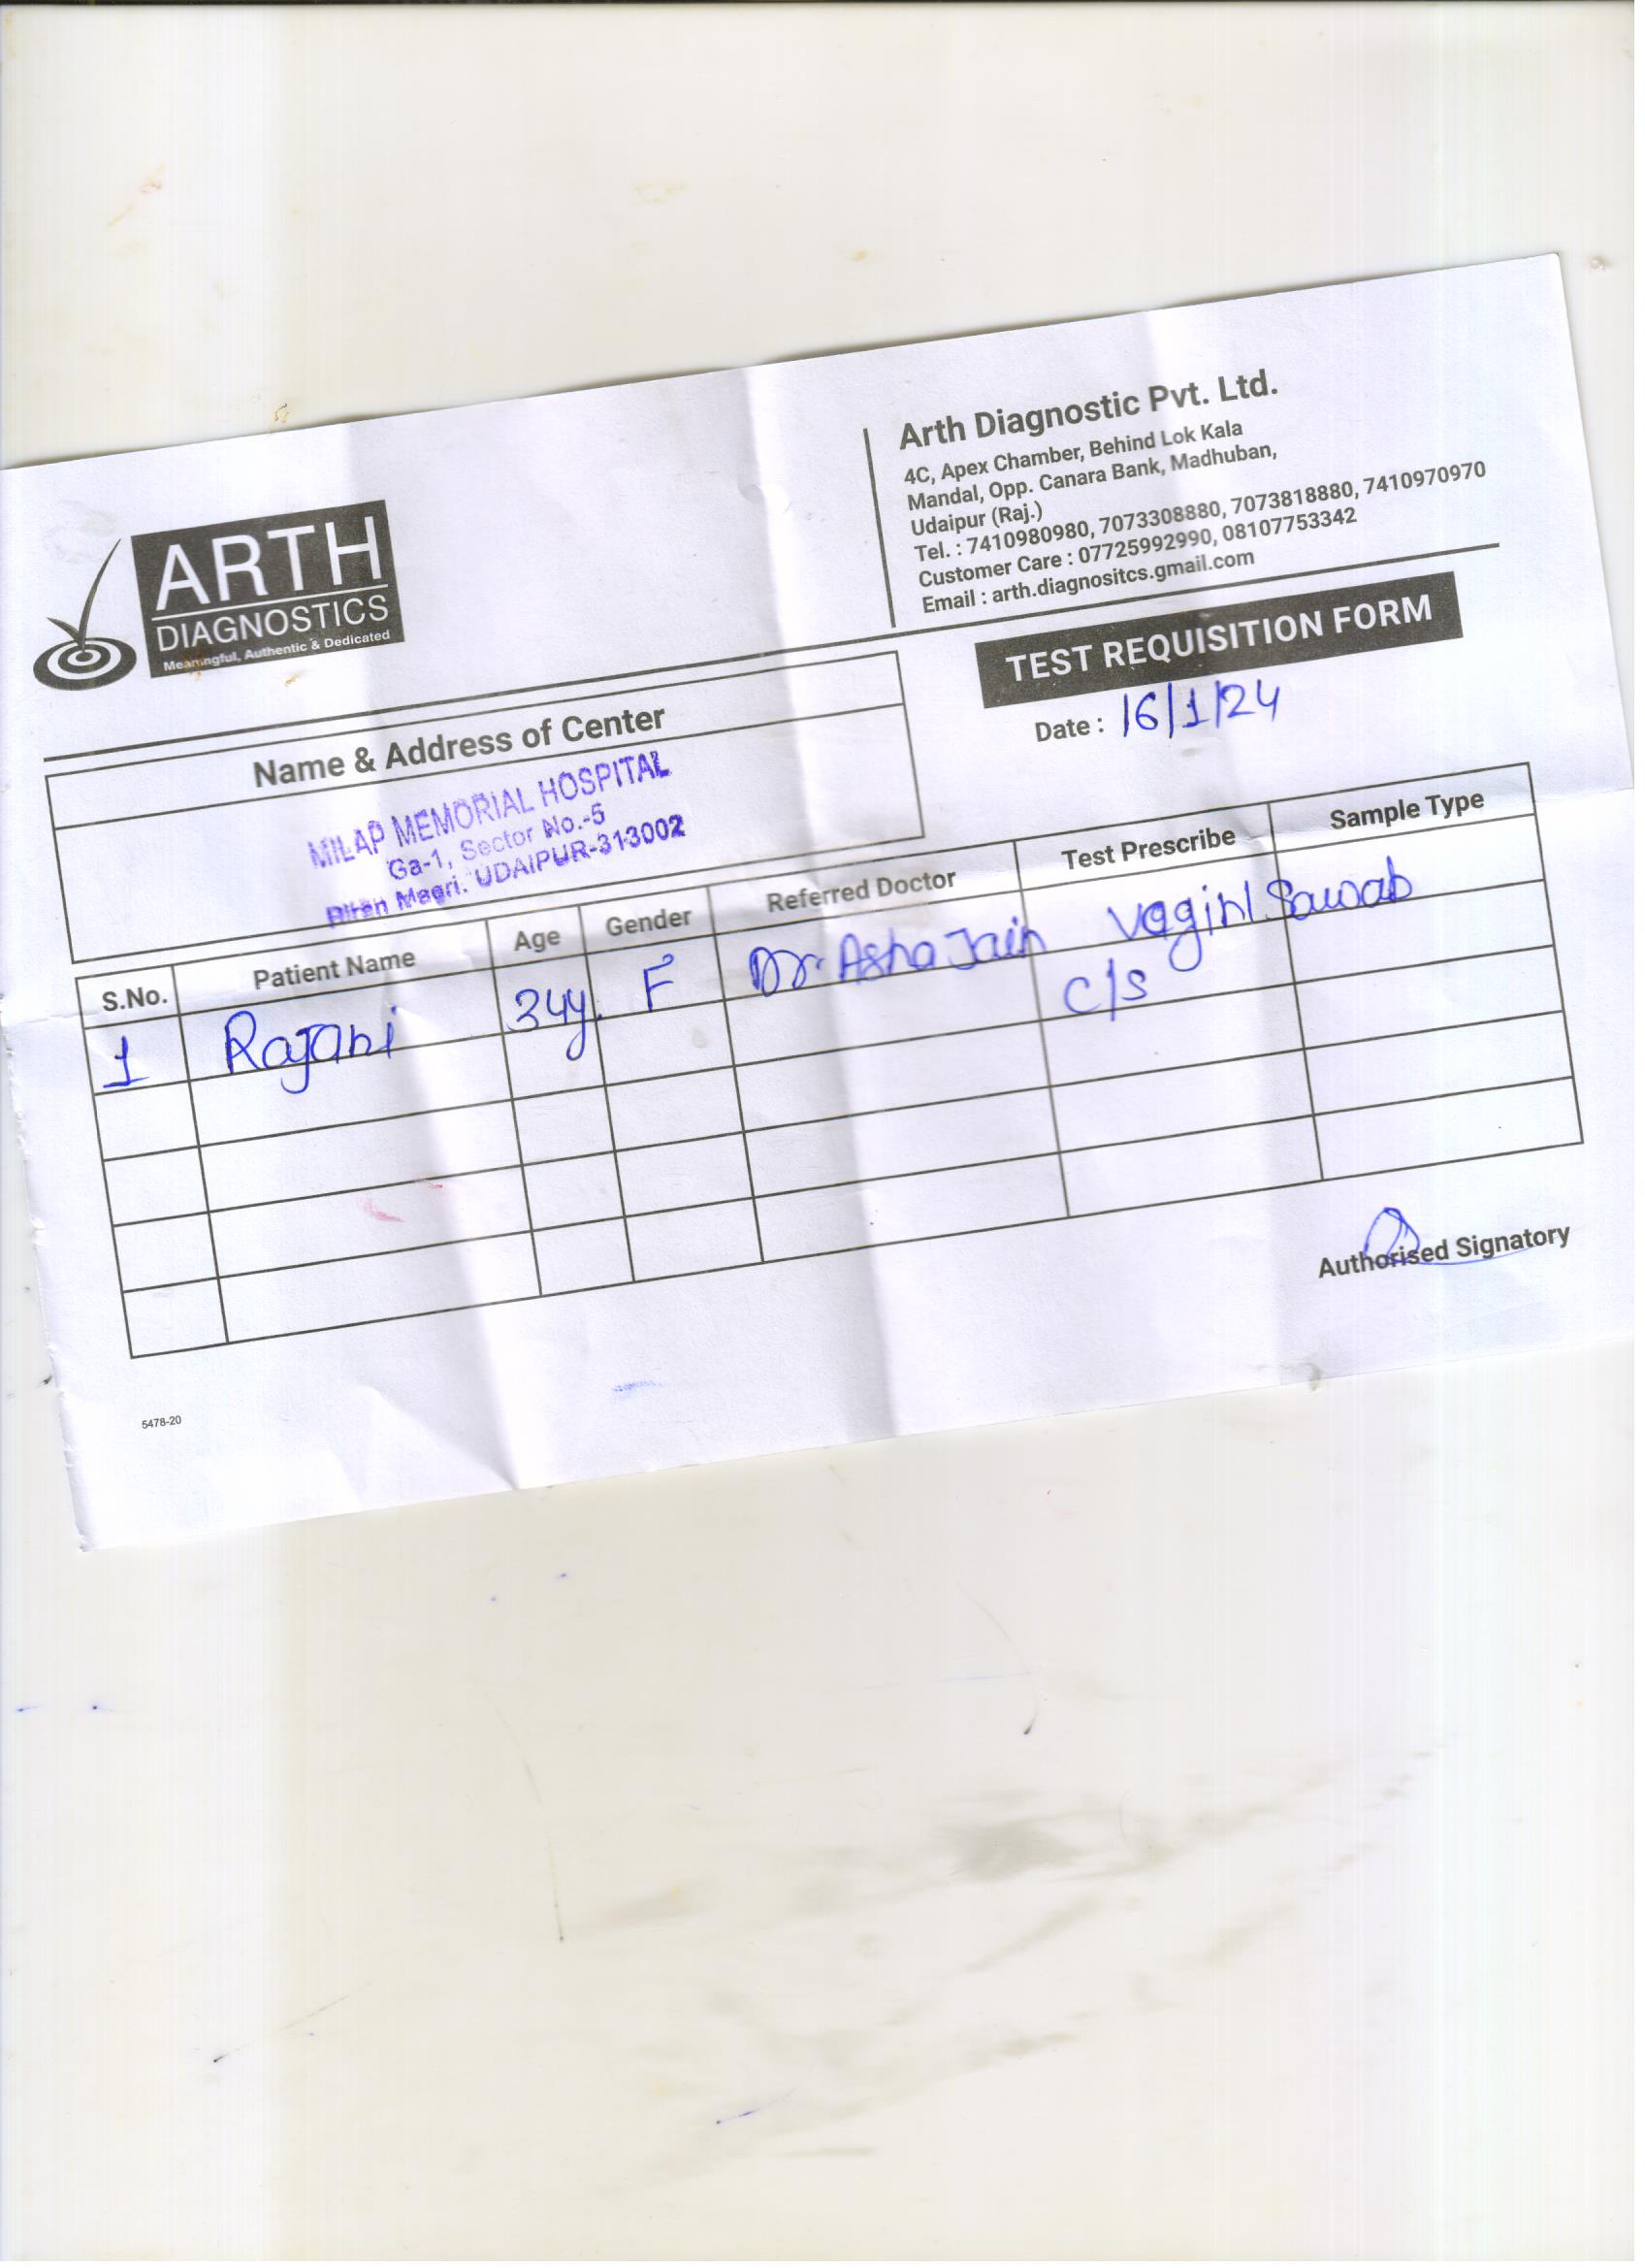 ARTH
DIAGNOSTICS
Meaningful, Authentic & Dedicated
Arth Diagnostic Pvt. Ltd.
4C, Apex Chamber, Behind Lok Kala
Mandal, Opp. Canara Bank, Madhuban,
Udaipur (Raj.)
Tel. : 7410980980, 7073308880, 7073818880, 7410970970
Customer Care : 07725992990, 08107753342
Email : arth.diagnositcs.gmail.com
TEST REQUISITION FORM
Date : 16/1/24
Name & Address of Center
MILAP MEMORIAL HOSPITAL
Ga-1, Sector No.-5
Hiran Magri. UDAIPUR-313002
S.No. Patient Name Age Gender Referred Doctor Test Prescribe Sample Type
1 Rajani 34y. F Dr. Asha Jain Vaginl Sawab
C/S
Authorised Signatory
5478-20